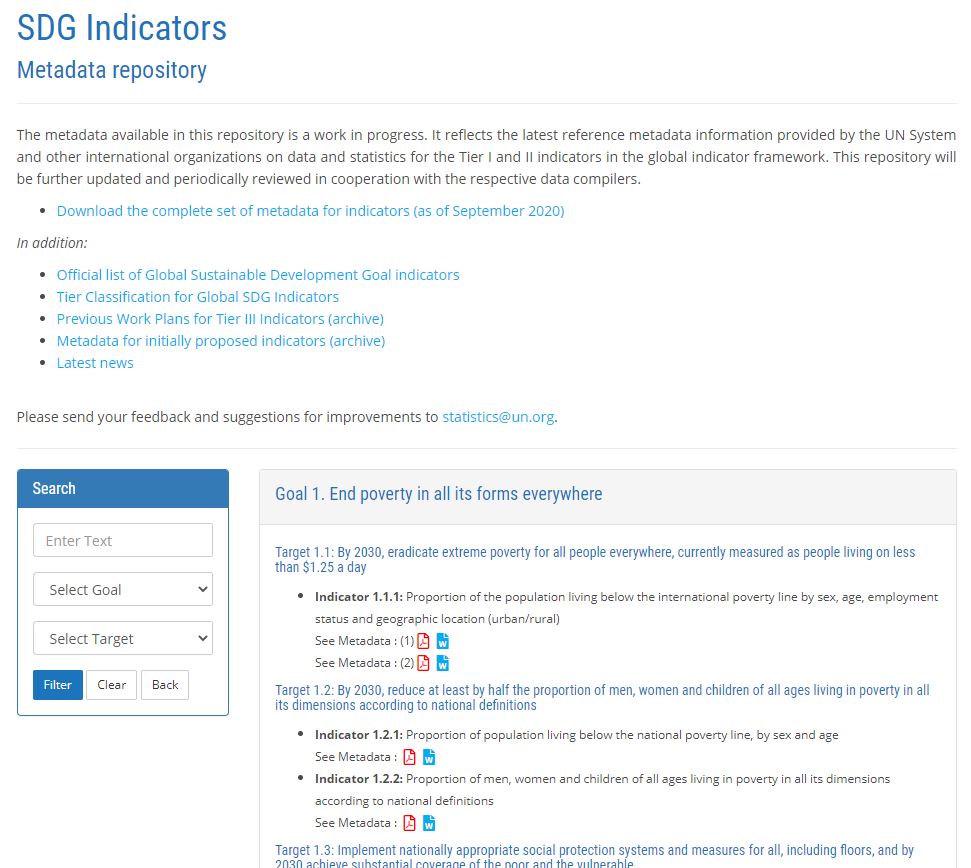 SDG Indicators
Metadata repository
The metadata available in this repository is a work in progress. It reflects the latest reference metadata information provided by the UN System
and other international organizations on data and statistics for the Tier I and II indicators in the global indicator framework. This repository will
be further updated and periodically reviewed in cooperation with the respective data compilers.
• Download the complete set of metadata for indicators (as of September 2020)
In addition:
• Official list of Global Sustainable Development Goal indicators
• Tier Classification for Global SDG Indicators
• Previous Work Plans for Tier III Indicators (archive)
• Metadata for initially proposed indicators (archive)
• Latest news
Please send your feedback and suggestions for improvements to statistics@un.org.
Search
Enter Text
Select Goal
Select Target
Filter Clear Back
Goal 1. End poverty in all its forms everywhere
Target 1.1: By 2030, eradicate extreme poverty for all people everywhere, currently measured as people living on less
than $1.25 a day
• Indicator 1.1.1: Proportion of the population living below the international poverty line by sex, age, employment
status and geographic location (urban/rural)
See Metadata : (1)
See Metadata : (2)
Target 1.2: By 2030, reduce at least by half the proportion of men, women and children of all ages living in poverty in all
its dimensions according to national definitions
• Indicator 1.2.1: Proportion of population living below the national poverty line, by sex and age
See Metadata :
• Indicator 1.2.2: Proportion of men, women and children of all ages living in poverty in all its dimensions
according to national definitions
See Metadata :
Target 1.3: Implement nationally appropriate social protection systems and measures for all, including floors, and by
2030 achieve substantial coverage of the poor and the vulnerable